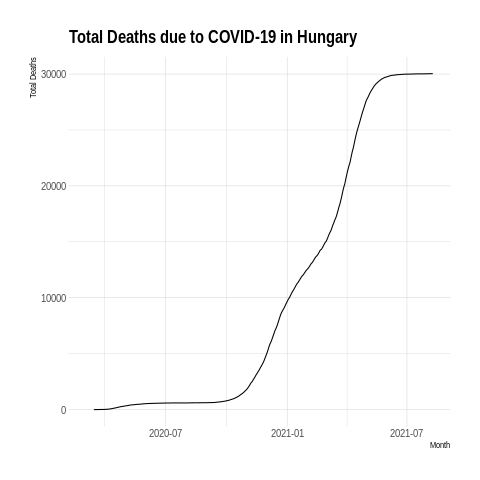 Total Deaths due to COVID-19 in Hungary
Total Deaths
30000
20000
10000
0
2020-07 2021-01 2021-07
Month